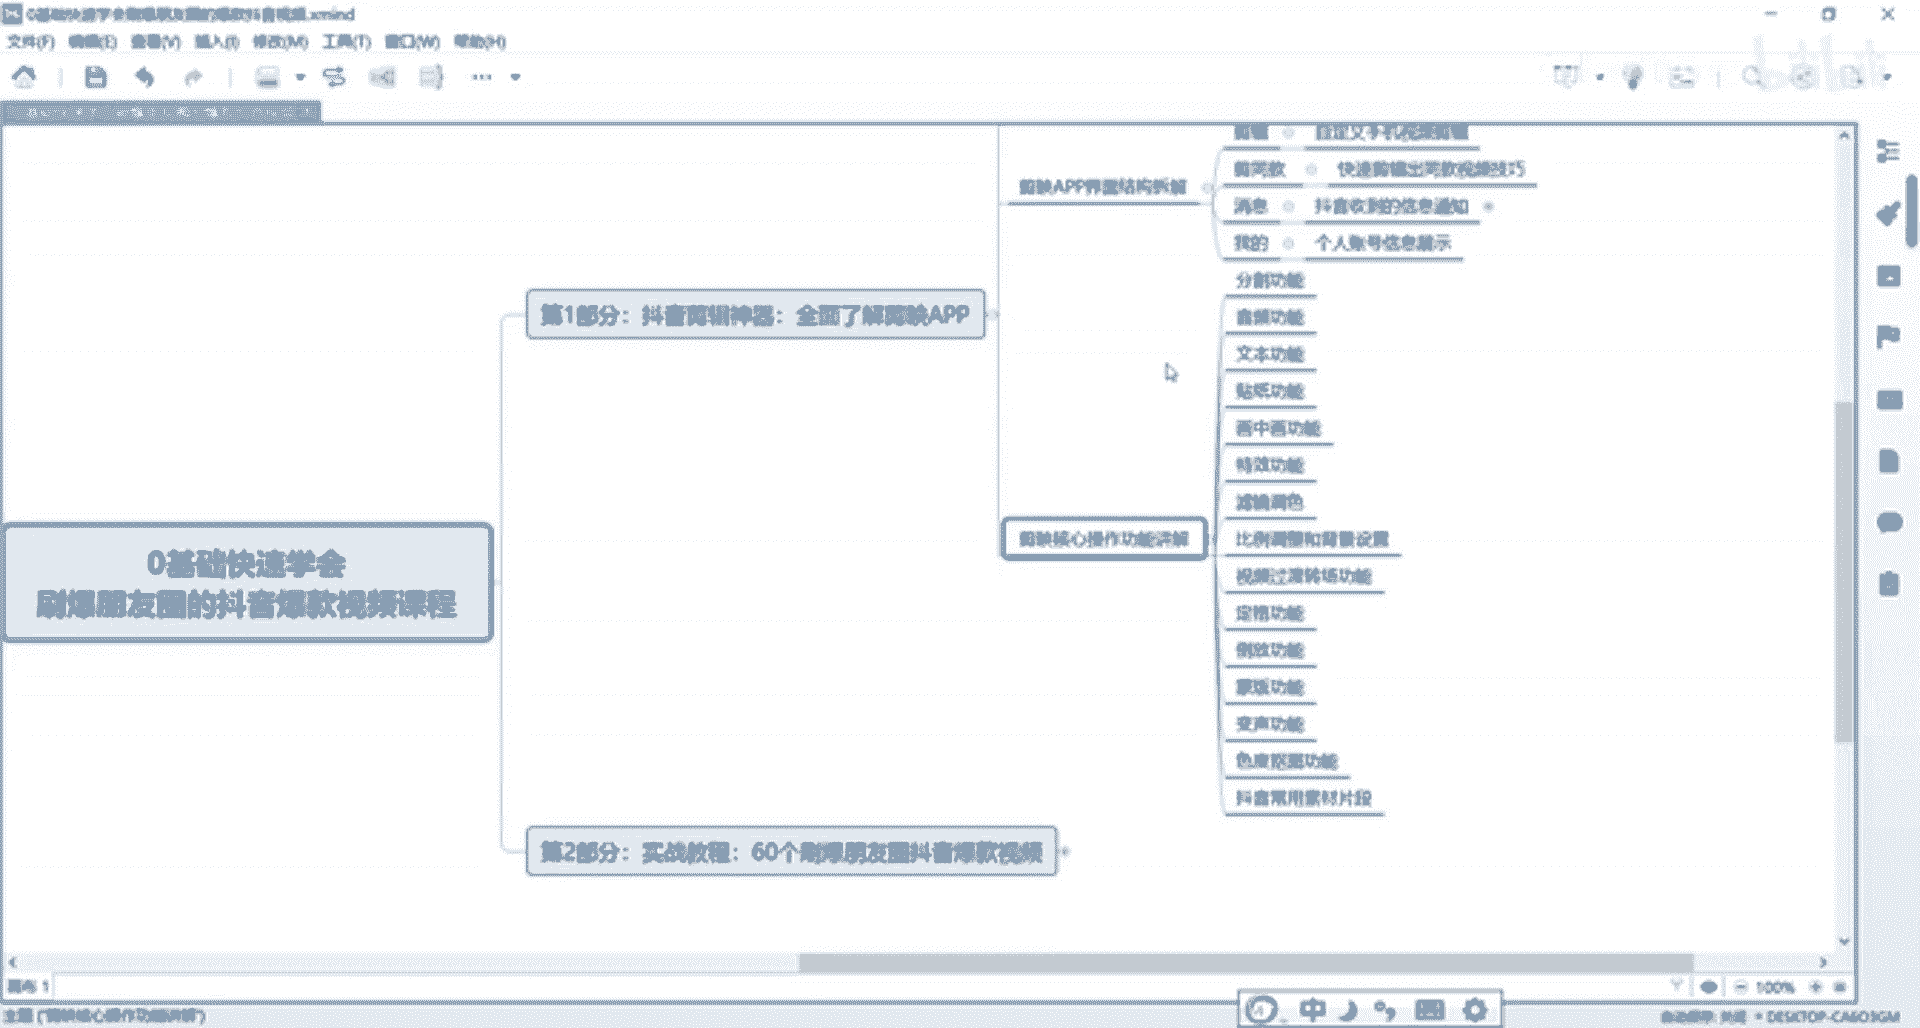 0基础快速学会刷爆朋友圈的爆款抖音视频.xmind
文件(F) 编辑(E) 查看(V) 插入(I) 修改(M) 工具(T) 窗口(W) 帮助(H)
bilibili
剪辑 自定义手机视频剪辑
剪同款 快速剪辑出同款视频技巧
剪映APP界面结构拆解
消息 抖音收到的信息通知
我的 个人账号信息展示
分割功能
第1部分：抖音剪辑神器：全面了解剪映APP
音频功能
文本功能
贴纸功能
画中画功能
特效功能
滤镜调色
剪映核心操作功能讲解
比例调整和背景设置
0基础快速学会
刷爆朋友圈的抖音爆款视频课程
视频过渡转场功能
定格功能
倒放功能
蒙版功能
变声功能
色度抠图功能
抖音常用素材片段
第2部分：实战教程：60个刷爆朋友圈抖音爆款视频
画布 1
100%
中
主题 ("剪映核心操作功能讲解")
DESKTOP-CA6O3GM